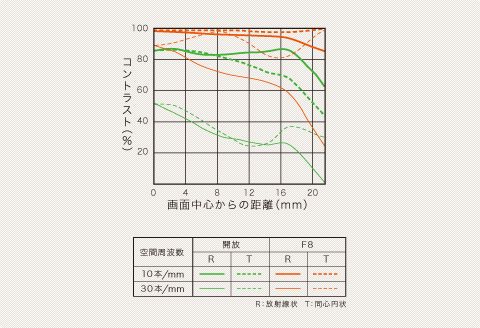 100
80
60
40
20
コントラスト(%)
0 4 8 12 16 20
画面中心からの距離(mm)
空間周波数 開放 F8
R T R T
10本/mm
30本/mm
R:放射線状 T:同心円状